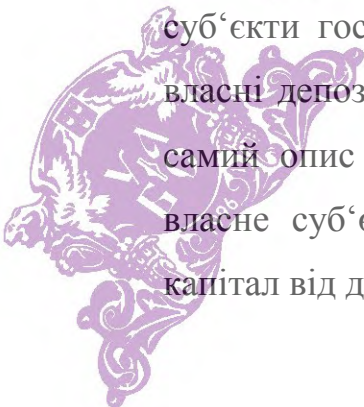 суб‘єкти гос
власні депоз
самий опис
власне суб‘є
капітал від д